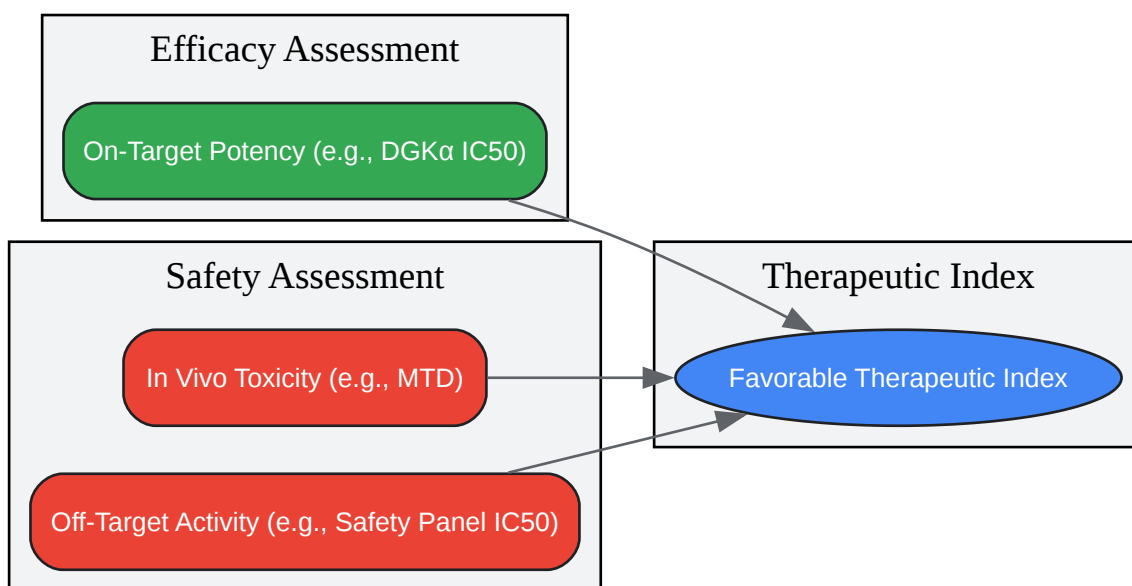 Efficacy Assessment
On-Target Potency (e.g., DGKα IC50)
Safety Assessment
In Vivo Toxicity (e.g., MTD)
Off-Target Activity (e.g., Safety Panel IC50)
Therapeutic Index
Favorable Therapeutic Index